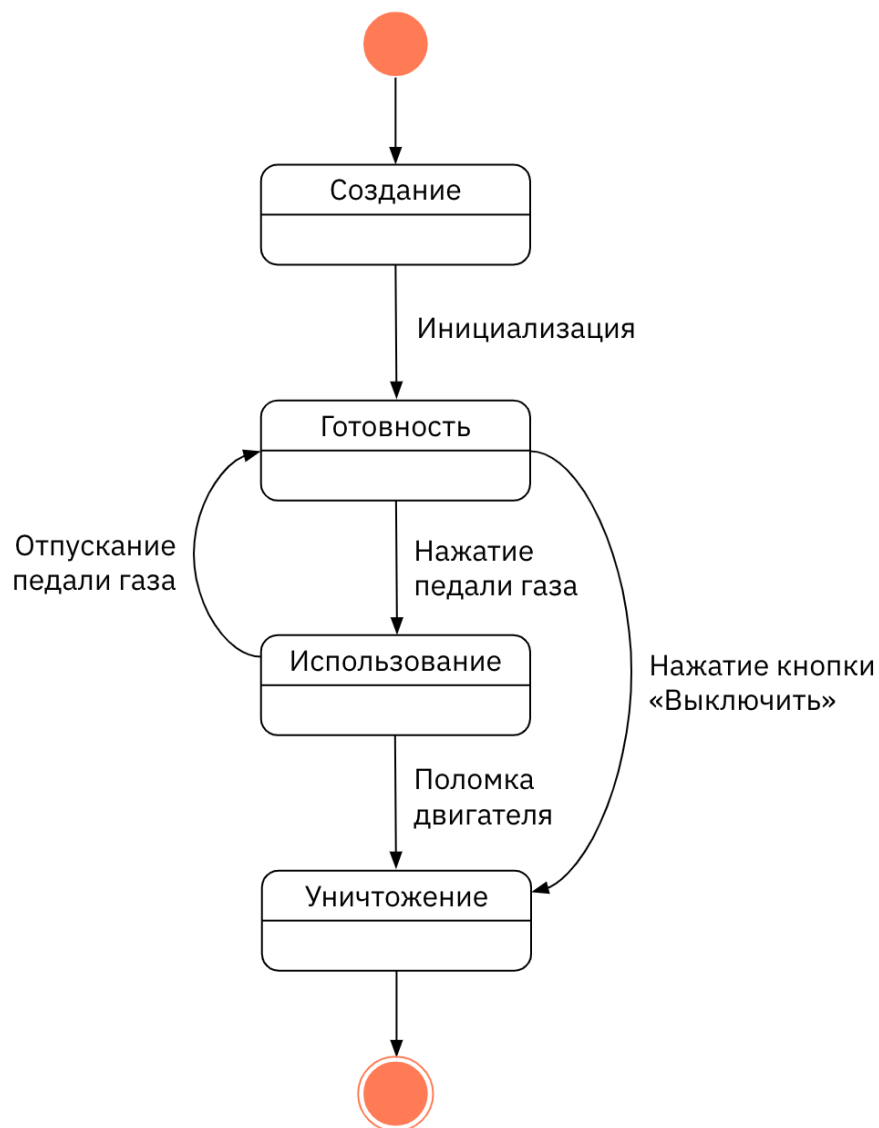 Создание
Инициализация
Готовность
Отпускание
педали газа
Нажатие
педали газа
Использование
Нажатие кнопки
«Выключить»
Поломка
двигателя
Уничтожение